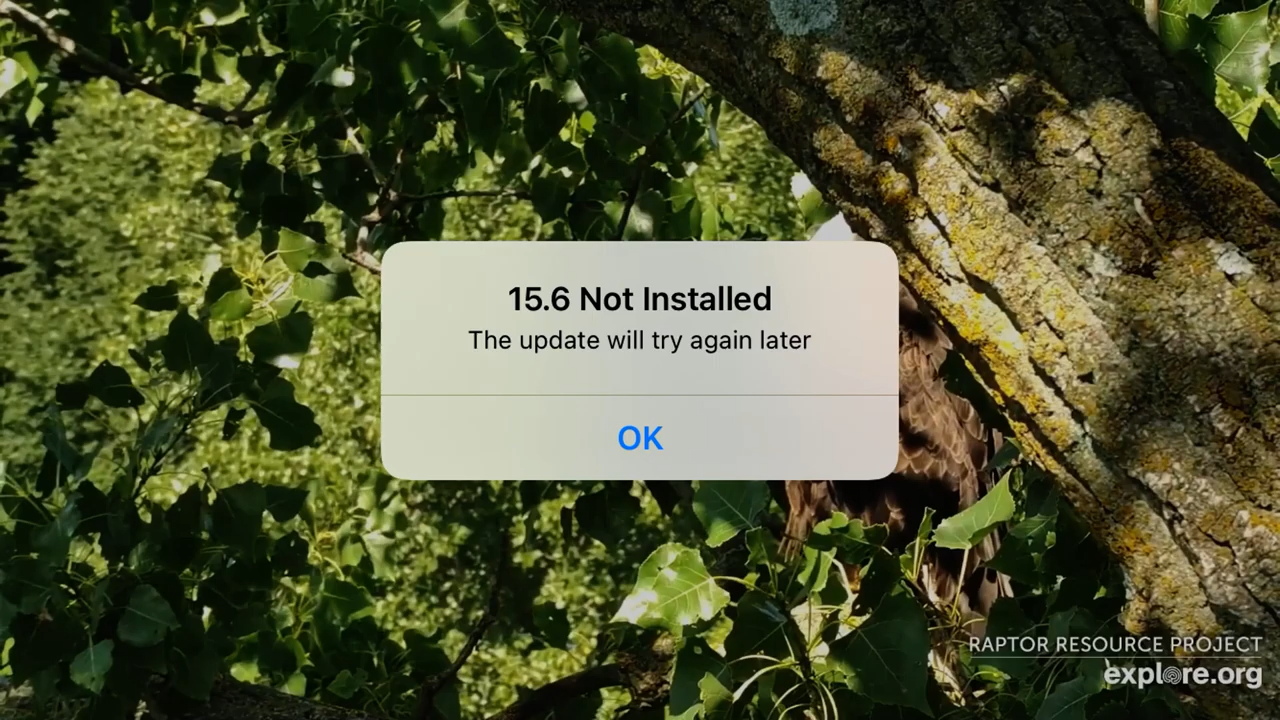 15.6 Not Installed
The update will try again later
OK
RAPTOR RESOURCE PROJECT
explore.org